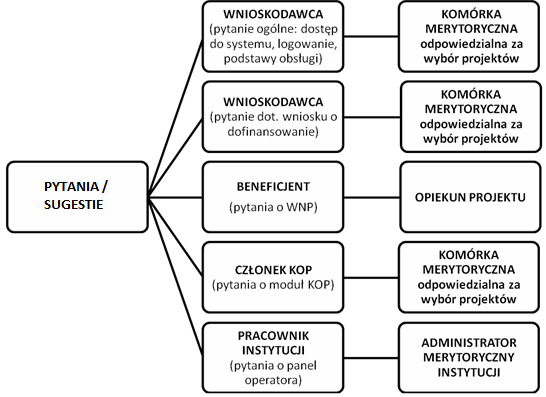 PYTANIA /
SUGESTIE
WNIOSKODAWCA
(pytanie ogólne: dostęp
do systemu, logowanie,
podstawy obsługi)
KOMÓRKA
MERYTORYCZNA
odpowiedzialna za
wybór projektów
WNIOSKODAWCA
(pytanie dot. wniosku o
dofinansowanie)
KOMÓRKA
MERYTORYCZNA
odpowiedzialna za
wybór projektów
BENEFICJENT
(pytania o WNP)
OPIEKUN PROJEKTU
CZŁONEK KOP
(pytania o moduł KOP)
KOMÓRKA
MERYTORYCZNA
odpowiedzialna za
wybór projektów
PRACOWNIK
INSTYTUCJI
(pytania o panel
operatora)
ADMINISTRATOR
MERYTORYCZNY
INSTYTUCJI